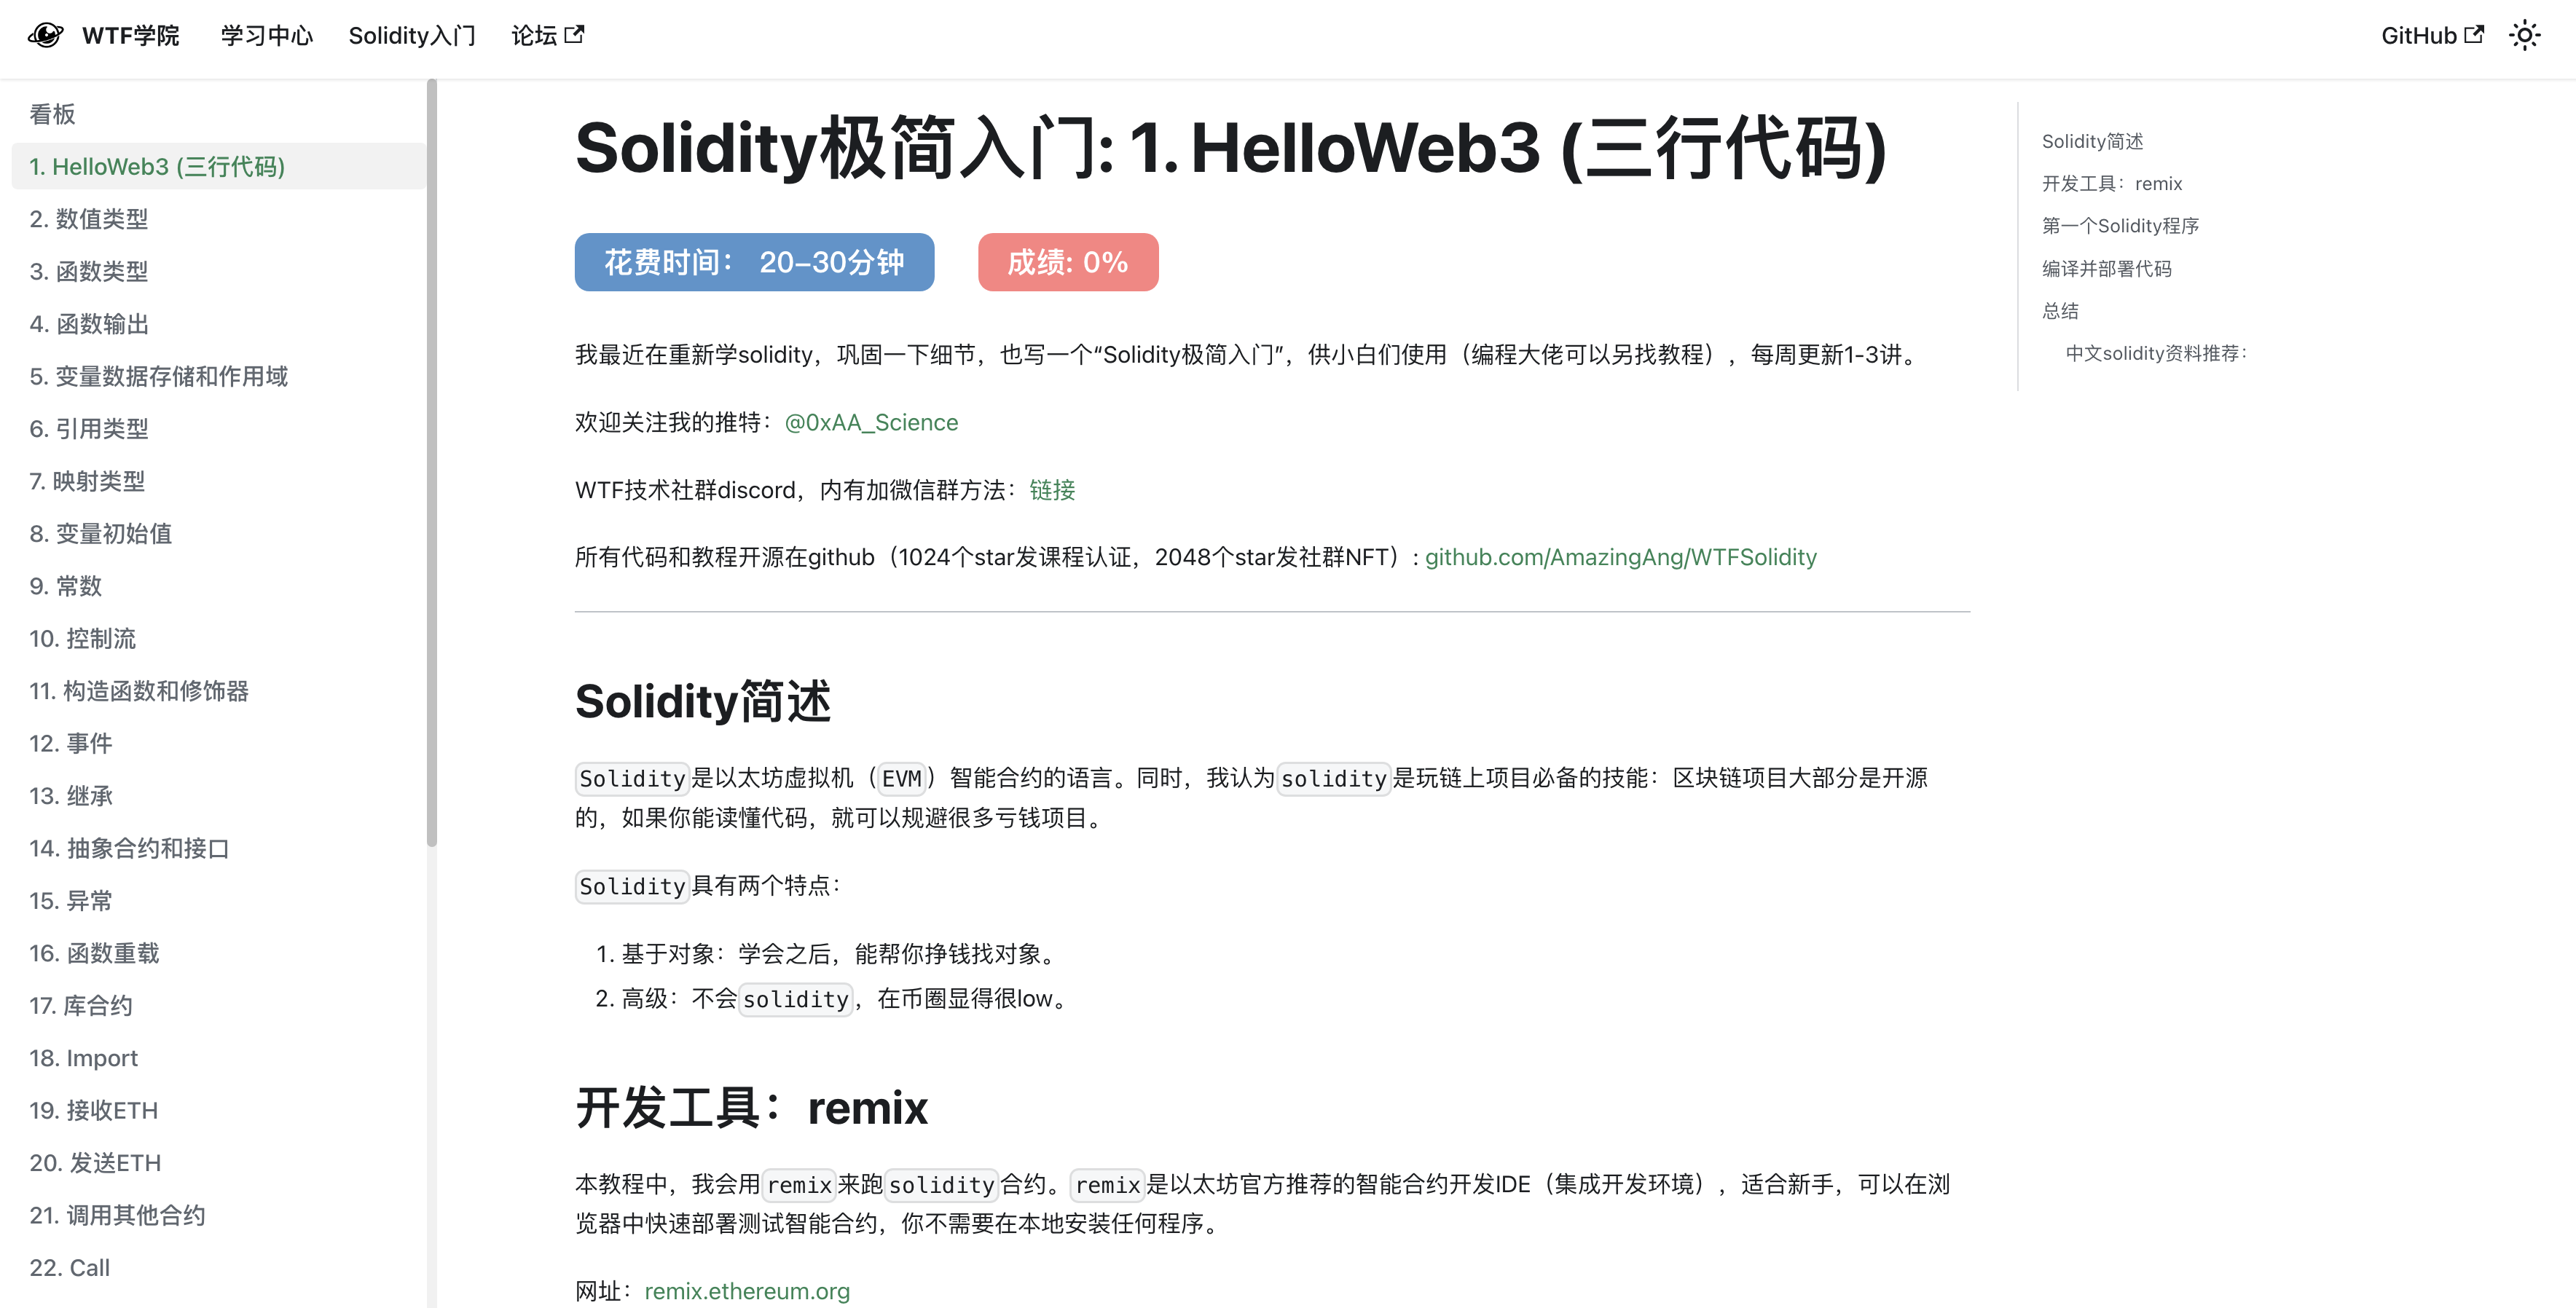 WTF学院 学习中心 Solidity入门 论坛 GitHub
看板
1. HelloWeb3 (三行代码)
2. 数值类型
3. 函数类型
4. 函数输出
5. 变量数据存储和作用域
6. 引用类型
7. 映射类型
8. 变量初始值
9. 常数
10. 控制流
11. 构造函数和修饰器
12. 事件
13. 继承
14. 抽象合约和接口
15. 异常
16. 函数重载
17. 库合约
18. Import
19. 接收ETH
20. 发送ETH
21. 调用其他合约
22. Call
Solidity极简入门: 1. HelloWeb3 (三行代码)
花费时间： 20-30分钟 成绩: 0%
我最近在重新学solidity，巩固一下细节，也写一个“Solidity极简入门”，供小白们使用（编程大佬可以另找教程），每周更新1-3讲。
欢迎关注我的推特：@0xAA_Science
WTF技术社群discord，内有加微信群方法：链接
所有代码和教程开源在github（1024个star发课程认证，2048个star发社群NFT）: github.com/AmazingAng/WTFSolidity
Solidity简述
Solidity是以太坊虚拟机（EVM）智能合约的语言。同时，我认为solidity是玩链上项目必备的技能：区块链项目大部分是开源
的，如果你能读懂代码，就可以规避很多亏钱项目。
Solidity具有两个特点：
1. 基于对象：学会之后，能帮你挣钱找对象。
2. 高级：不会solidity，在币圈显得很low。
开发工具：remix
本教程中，我会用remix来跑solidity合约。remix是以太坊官方推荐的智能合约开发IDE（集成开发环境），适合新手，可以在浏
览器中快速部署测试智能合约，你不需要在本地安装任何程序。
网址：remix.ethereum.org
Solidity简述
开发工具：remix
第一个Solidity程序
编译并部署代码
总结
中文solidity资料推荐：